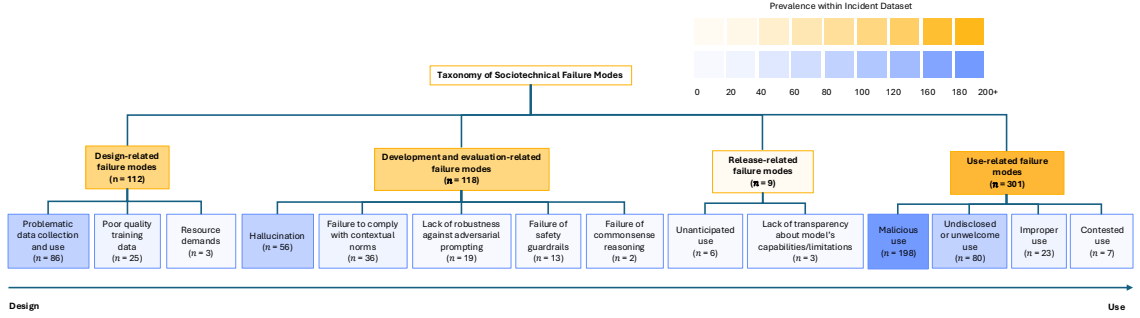 Prevalence within Incident Dataset
0 20 40 60 80 100 120 160 180 200+
Taxonomy of Sociotechnical Failure Modes
Design-related
failure modes
(n = 112)
Development and evaluation-related
failure modes
(n = 118)
Release-related
failure modes
(n = 9)
Use-related failure
modes
(n = 301)
Problematic
data collection
and use
(n = 86)
Poor quality
training
data
(n = 25)
Resource
demands
(n = 3)
Hallucination
(n = 56)
Failure to comply
with contextual
norms
(n = 36)
Lack of robustness
against adversarial
prompting
(n = 19)
Failure of
safety
guardrails
(n = 13)
Failure of
commonsense
reasoning
(n = 2)
Unanticipated
use
(n = 6)
Lack of transparency
about model's
capabilities/limitations
(n = 3)
Malicious
use
(n = 198)
Undisclosed
or unwelcome
use
(n = 80)
Improper
use
(n = 23)
Contested
use
(n = 7)
Design
Use